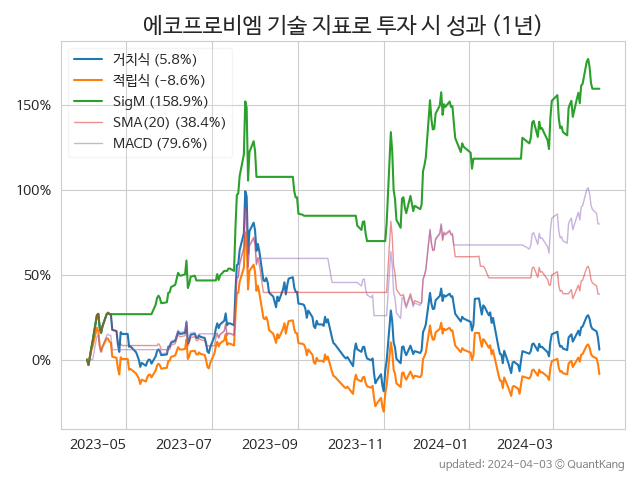 에코프로비엠 기술 지표로 투자 시 성과 (1년)
거치식 (5.8%)
적립식 (−8.6%)
SigM (158.9%)
SMA(20) (38.4%)
MACD (79.6%)
150%
100%
50%
0%
2023-05 2023-07 2023-09 2023-11 2024-01 2024-03
updated: 2024-04-03 © QuantKang